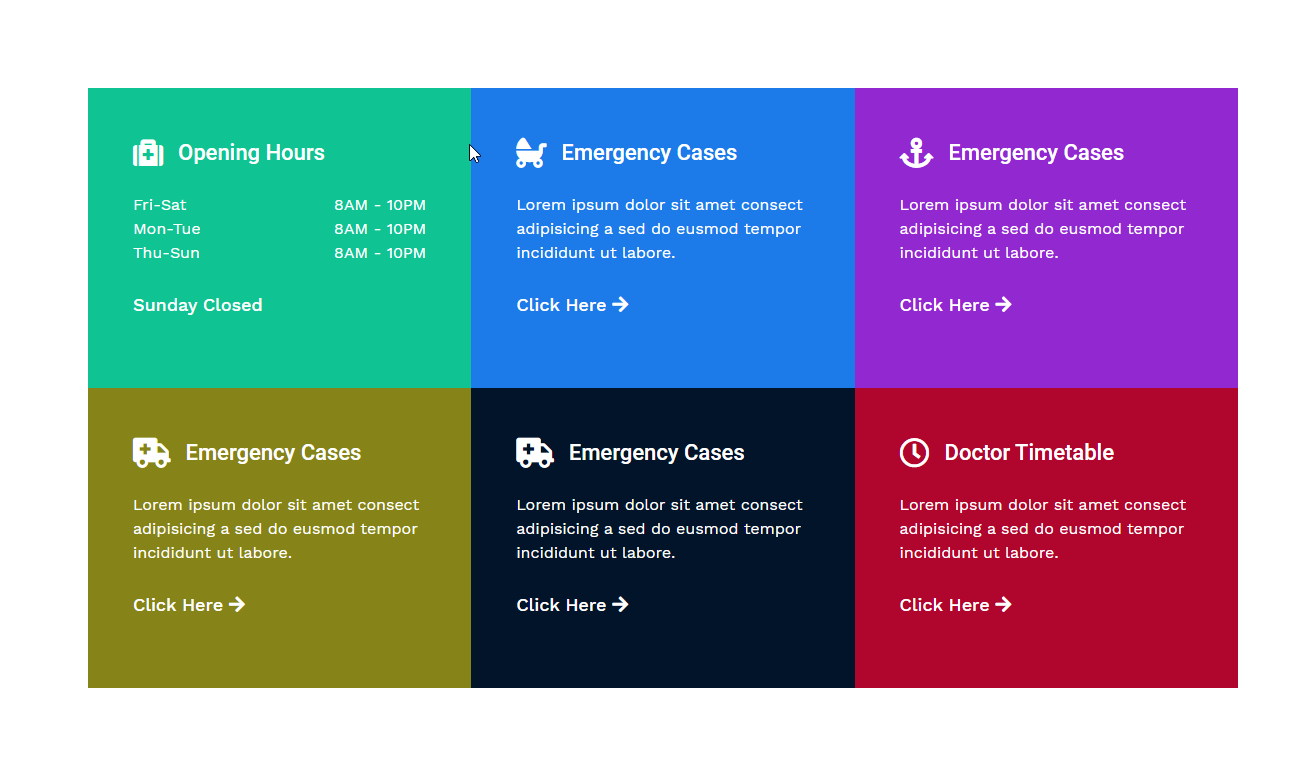 Opening Hours
Fri-Sat 8AM - 10PM
Mon-Tue 8AM - 10PM
Thu-Sun 8AM - 10PM
Sunday Closed
Emergency Cases
Lorem ipsum dolor sit amet consect
adipisicing a sed do eusmod tempor
incididunt ut labore.
Click Here
Emergency Cases
Lorem ipsum dolor sit amet consect
adipisicing a sed do eusmod tempor
incididunt ut labore.
Click Here
Emergency Cases
Lorem ipsum dolor sit amet consect
adipisicing a sed do eusmod tempor
incididunt ut labore.
Click Here
Emergency Cases
Lorem ipsum dolor sit amet consect
adipisicing a sed do eusmod tempor
incididunt ut labore.
Click Here
Doctor Timetable
Lorem ipsum dolor sit amet consect
adipisicing a sed do eusmod tempor
incididunt ut labore.
Click Here